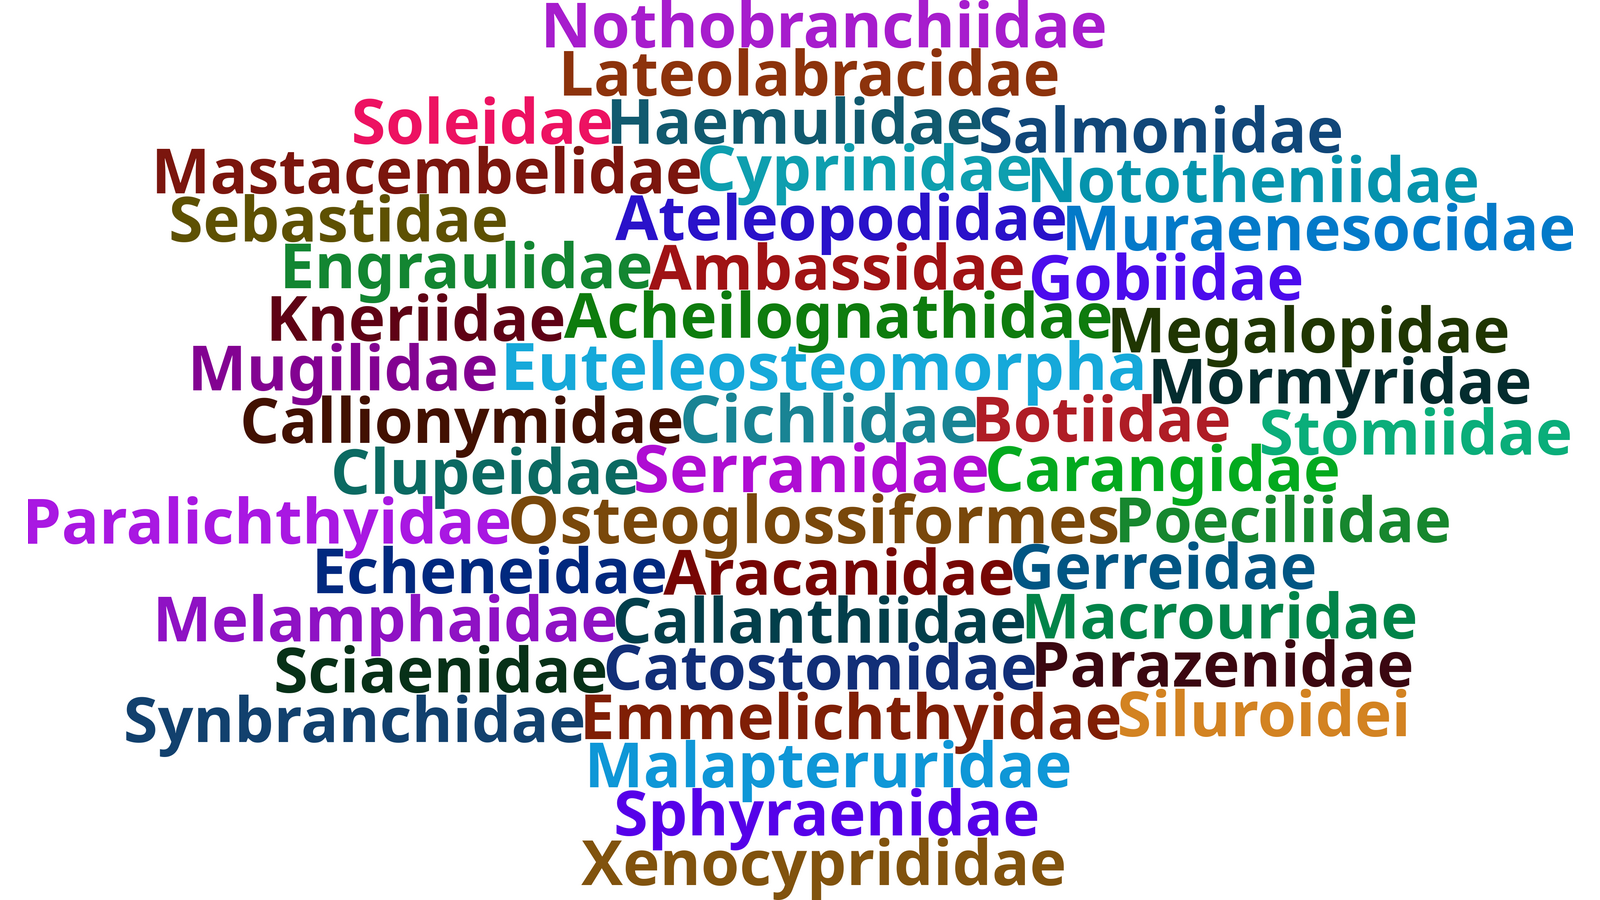 Nothobranchiidae
Lateolabracidae
Soleidae Haemulidae Salmonidae
Mastacembelidae Cyprinidae Nototheniidae
Sebastidae Ateleopodidae Muraenesocidae
Engraulidae Ambassidae Gobiidae
Kneriidae Acheilognathidae Megalopidae
Mugilidae Euteleosteomorpha Mormyridae
Callionymidae Cichlidae Botiidae Stomiidae
Clupeidae Serranidae Carangidae
Paralichthyidae Osteoglossiformes Poeciliidae
Echeneidae Aracanidae Gerreidae
Melamphaidae Callanthiidae Macrouridae
Sciaenidae Catostomidae Parazenidae
Synbranchidae Emmelichthyidae Siluroidei
Malapteruridae
Sphyraenidae
Xenocyprididae